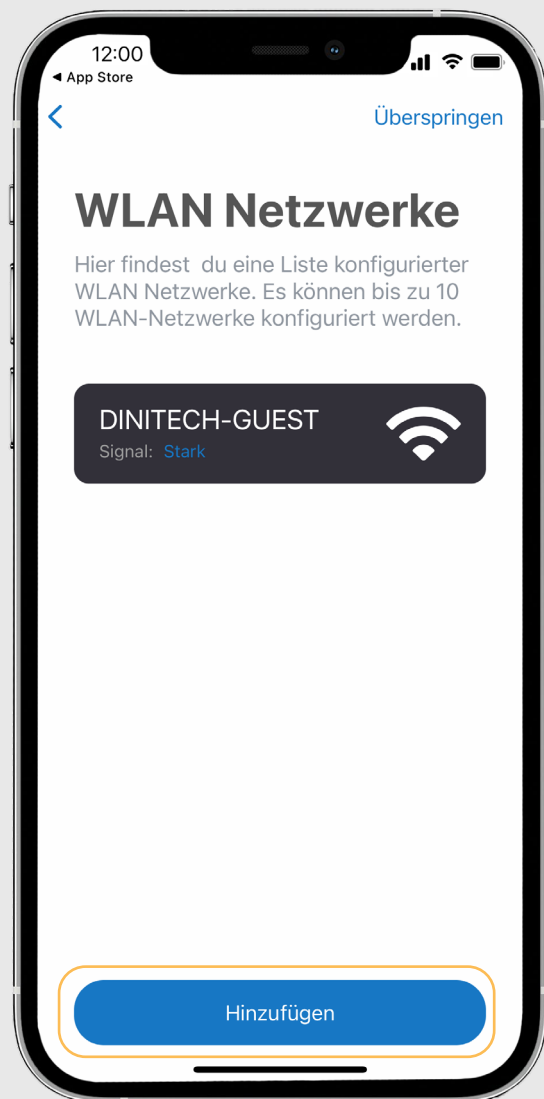 12:00
◀ App Store
Überspringen
WLAN Netzwerke
Hier findest  du eine Liste konfigurierter
WLAN Netzwerke. Es können bis zu 10
WLAN-Netzwerke konfiguriert werden.
DINITECH-GUEST
Signal: Stark
Hinzufügen